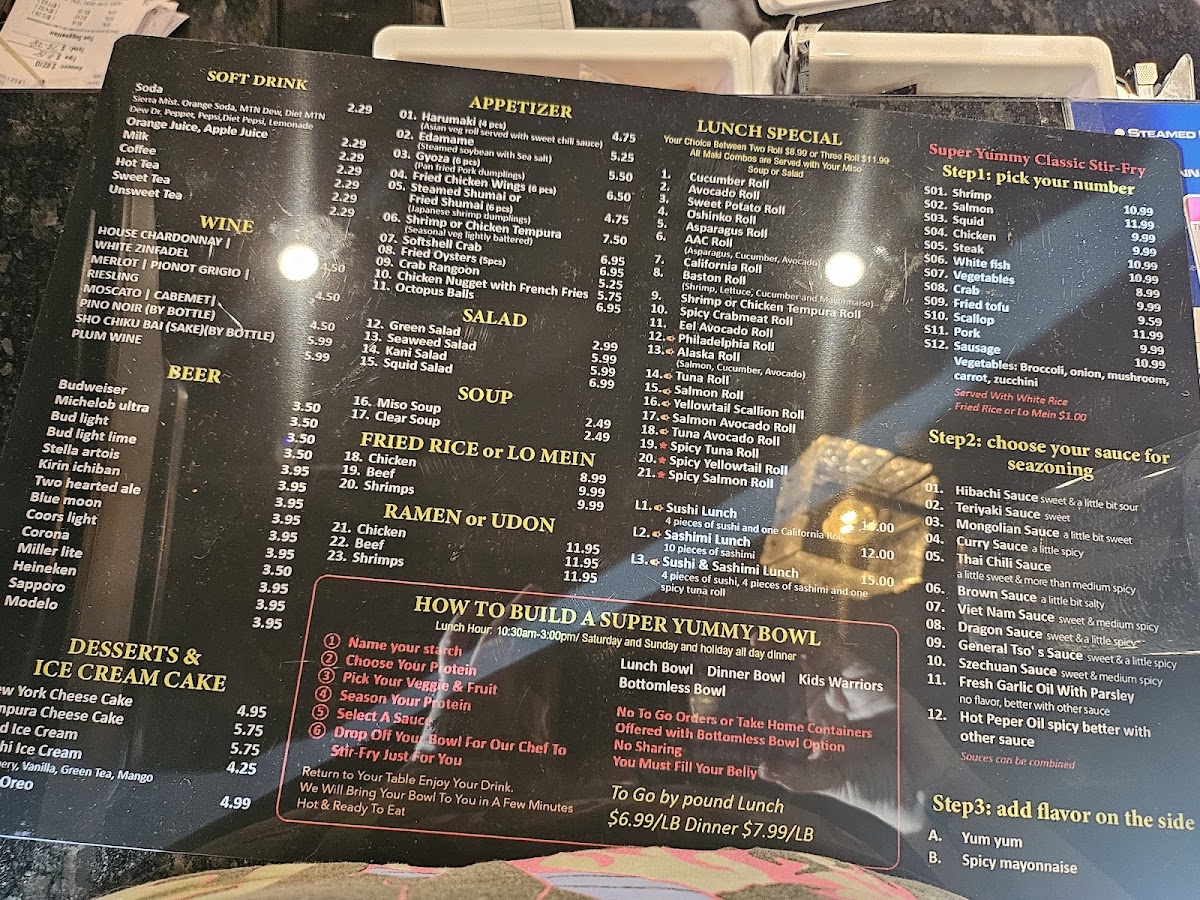 SOFT DRINK
Soda 2.29
Sierra Mist. Orange Soda, MTN Dew, Diet MTN
Dew Dr, Pepper, Pepsi,Diet Pepsi, Lemonade
Orange Juice, Apple Juice 2.29
Milk 2.29
Coffee 2.29
Hot Tea 2.29
Sweet Tea 2.29
Unsweet Tea 2.29
WINE
HOUSE CHARDONNAY |
WHITE ZINFADEL 4.50
MERLOT | PIONOT GRIGIO |
RIESLING 4.50
MOSCATO | CABEMET|
PINO NOIR (BY BOTTLE) 4.50
SHO CHIKU BAI (SAKE)(BY BOTTLE) 5.99
PLUM WINE 5.99
BEER
Budweiser 3.50
Michelob ultra 3.50
Bud light 3.50
Bud light lime 3.50
Stella artois 3.95
Kirin ichiban 3.95
Two hearted ale 3.95
Blue moon 3.95
Coors light 3.95
Corona 3.95
Miller lite 3.50
Heineken 3.95
Sapporo 3.95
Modelo 3.95
DESSERTS &
ICE CREAM CAKE
York Cheese Cake 4.95
Cheese Cake 5.75
Ice Cream 5.75
Ice Cream 4.25
Vanilla, Green Tea, Mango
Oreo 4.99
APPETIZER
01. Harumaki (4 pcs) 4.75
(Asian veg roll served with sweet chili sauce)
02. Edamame 5.25
(Steamed soybean with Sea salt)
03. Gyoza (6 pcs) 5.50
(Pan fried Pork dumplings)
04. Fried Chicken Wings (6 pcs) 6.50
05. Steamed Shumai or
Fried Shumai (6 pcs) 4.75
(Japanese shrimp dumplings)
06. Shrimp or Chicken Tempura 7.50
(Seasonal veg lightly battered)
07. Softshell Crab 6.95
08. Fried Oysters (5pcs) 6.95
09. Crab Rangoon 5.25
10. Chicken Nugget with French Fries 5.75
11. Octopus Balls 6.95
SALAD
12. Green Salad 2.99
13. Seaweed Salad 5.99
14. Kani Salad 5.99
15. Squid Salad 6.99
SOUP
16. Miso Soup 2.49
17. Clear Soup 2.49
FRIED RICE or LO MEIN
18. Chicken 8.99
19. Beef 9.99
20. Shrimps 9.99
RAMEN or UDON
21. Chicken 11.95
22. Beef 11.95
23. Shrimps 11.95
LUNCH SPECIAL
Your Choice Between Two Roll $8.99 or Three Roll $11.99
All Maki Combos are Served with Your Miso
Soup or Salad
1. Cucumber Roll
2. Avocado Roll
3. Sweet Potato Roll
4. Oshinko Roll
5. Asparagus Roll
6. AAC Roll
(Asparagus, Cucumber, Avocado)
7. California Roll
8. Baston Roll
(Shrimp, Lettuce, Cucumber and Mayonnaise)
9. Shrimp or Chicken Tempura Roll
10. Spicy Crabmeat Roll
11. Eel Avocado Roll
12. Philadelphia Roll
13. Alaska Roll
(Salmon, Cucumber, Avocado)
14. Tuna Roll
15. Salmon Roll
16. Yellowtail Scallion Roll
17. Salmon Avocado Roll
18. Tuna Avocado Roll
19. Spicy Tuna Roll
20. Spicy Yellowtail Roll
21. Spicy Salmon Roll
L1. Sushi Lunch
4 pieces of sushi and one California Roll
L2. Sashimi Lunch 12.00
10 pieces of sashimi
L3. Sushi & Sashimi Lunch 15.00
4 pieces of sushi, 4 pieces of sashimi and one
spicy tuna roll
HOW TO BUILD A SUPER YUMMY BOWL
Lunch Hour: 10:30am-3:00pm/ Saturday and Sunday and holiday all day dinner
1 Name your starch
2 Choose Your Protein
3 Pick Your Veggie & Fruit
4 Season Your Protein
5 Select A Sauce
6 Drop Off Your Bowl For Our Chef To
Stir-Fry Just For You
Return to Your Table Enjoy Your Drink.
We Will Bring Your Bowl To You in A Few Minutes
Hot & Ready To Eat
Lunch Bowl Dinner Bowl Kids Warriors
Bottomless Bowl
No To Go Orders or Take Home Containers
Offered with Bottomless Bowl Option
No Sharing
You Must Fill Your Belly
To Go by pound Lunch
$6.99/LB Dinner $7.99/LB
Super Yummy Classic Stir-Fry
Step1: pick your number
S01. Shrimp 10.99
S02. Salmon 11.99
S03. Squid 9.99
S04. Chicken 9.99
S05. Steak 10.99
S06. White fish 10.99
S07. Vegetables 8.99
S08. Crab 9.99
S09. Fried tofu 9.59
S10. Scallop 11.99
S11. Pork 9.99
S12. Sausage 10.99
Vegetables: Broccoli, onion, mushroom,
carrot, zucchini
Served With White Rice
Fried Rice or Lo Mein $1.00
Step2: choose your sauce for
seazoning
01. Hibachi Sauce sweet & a little bit sour
02. Teriyaki Sauce sweet
03. Mongolian Sauce a little bit sweet
04. Curry Sauce a little spicy
05. Thai Chili Sauce
a little sweet & more than medium spicy
06. Brown Sauce a little bit salty
07. Viet Nam Sauce sweet & medium spicy
08. Dragon Sauce sweet & a little spicy
09. General Tso' s Sauce sweet & a little spicy
10. Szechuan Sauce sweet & medium spicy
11. Fresh Garlic Oil With Parsley
no flavor, better with other sauce
12. Hot Peper Oil spicy better with
other sauce
Souces can be combined
Step3: add flavor on the side
A. Yum yum
B. Spicy mayonnaise
STEAMED